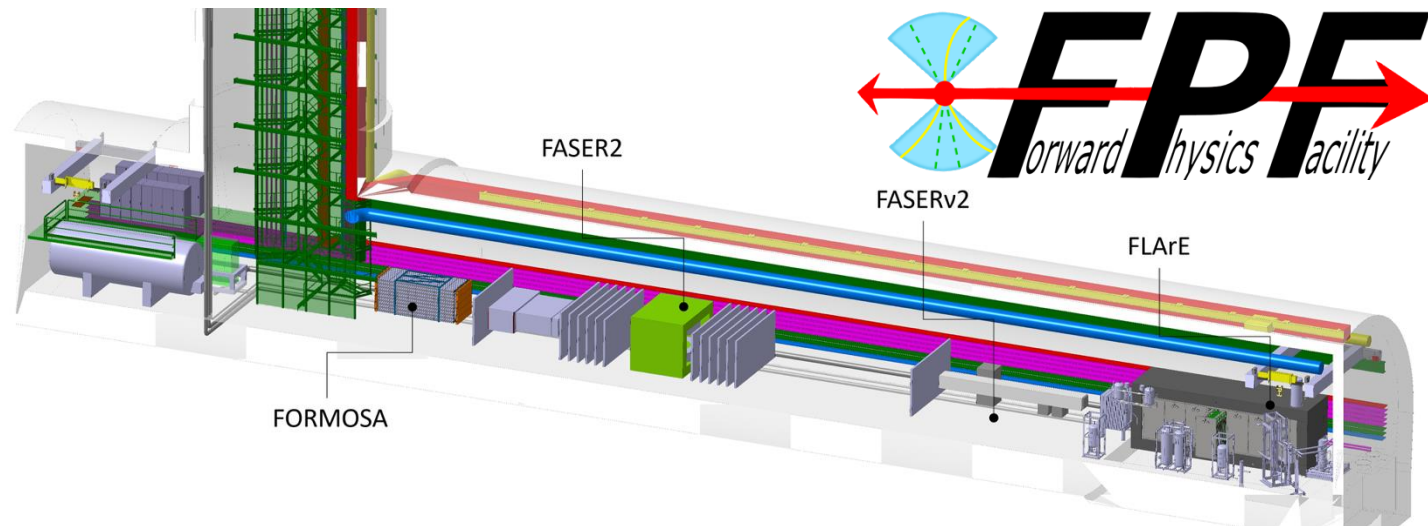 FPF
Forward Physics Facility
FASER2
FASERν2
FLArE
FORMOSA